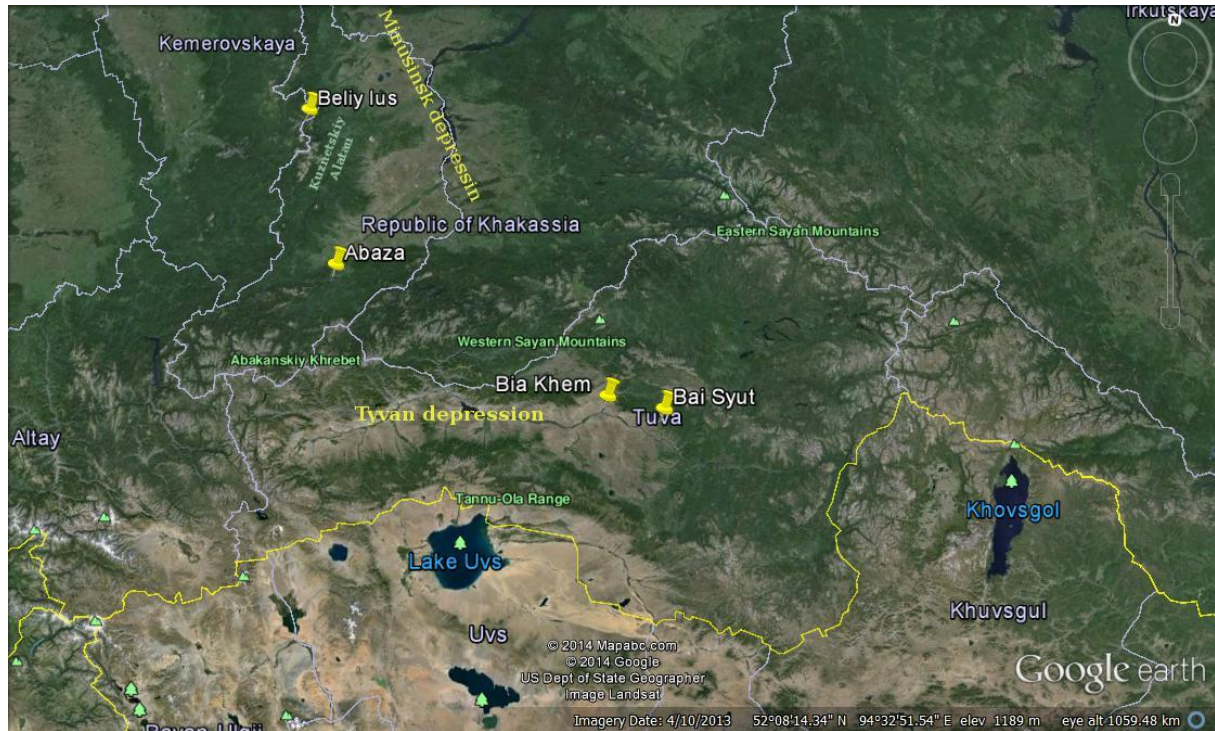 Irkutskaya
N
Kemerovskaya
Minusinsk depressin
Beliy Ius
Kuznetskiy
Alatau
Republic of Khakassia
Eastern Sayan Mountains
Abaza
Western Sayan Mountains
Abakanskiy Khrebet
Bia Khem
Bai Syut
Tyvan depression
Tuva
Altay
Tannu-Ola Range
Khovsgol
Lake Uvs
Khuvsgul
Uvs
© 2014 Mapabc.com
© 2014 Google
US Dept of State Geographer
Image Landsat
Google earth
Bayan-Ulgii
Imagery Date: 4/10/2013 52°08'14.34" N 94°32'51.54" E elev 1189 m eye alt 1059.48 km